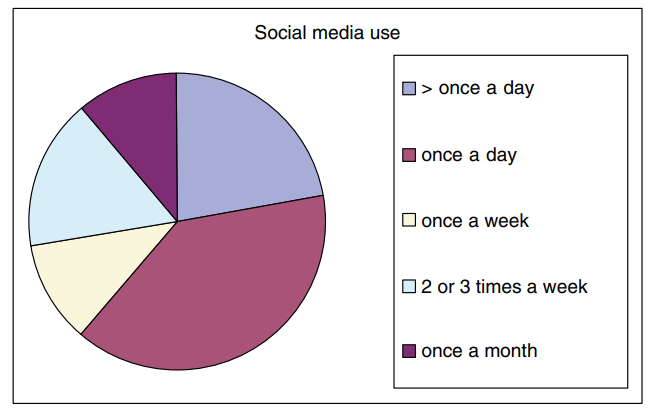 Social media use
> once a day
once a day
once a week
2 or 3 times a week
once a month